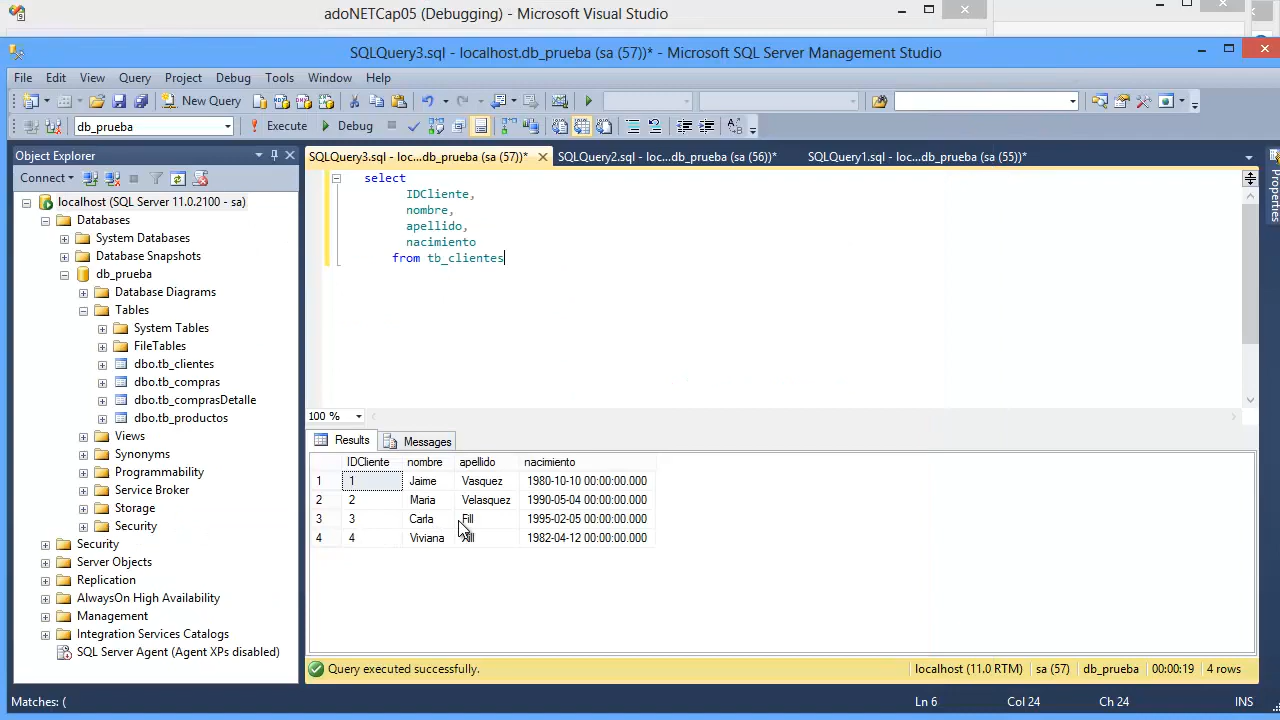 adoNETCap05 (Debugging) - Microsoft Visual Studio
SQLQuery3.sql - localhost.db_prueba (sa (57))* - Microsoft SQL Server Management Studio
File Edit View Query Project Debug Tools Window Help
New Query
db_prueba Execute Debug
Object Explorer
SQLQuery3.sql - loc...db_prueba (sa (57))* SQLQuery2.sql - loc...db_prueba (sa (56))* SQLQuery1.sql - loc...db_prueba (sa (55))*
Connect
localhost (SQL Server 11.0.2100 - sa)
Databases
System Databases
Database Snapshots
db_prueba
Database Diagrams
Tables
System Tables
FileTables
dbo.tb_clientes
dbo.tb_compras
dbo.tb_comprasDetalle
dbo.tb_productos
Views
Synonyms
Programmability
Service Broker
Storage
Security
Security
Server Objects
Replication
AlwaysOn High Availability
Management
Integration Services Catalogs
SQL Server Agent (Agent XPs disabled)
select
IDCliente,
nombre,
apellido,
nacimiento
from tb_clientes
Properties
100 %
Results Messages
IDCliente nombre apellido nacimiento
1 1 Jaime Vasquez 1980-10-10 00:00:00.000
2 2 Maria Velasquez 1990-05-04 00:00:00.000
3 3 Carla Fill 1995-02-05 00:00:00.000
4 4 Viviana 1982-04-12 00:00:00.000
Query executed successfully. localhost (11.0 RTM) sa (57) db_prueba 00:00:19 4 rows
Matches: ( Ln 6 Col 24 Ch 24 INS